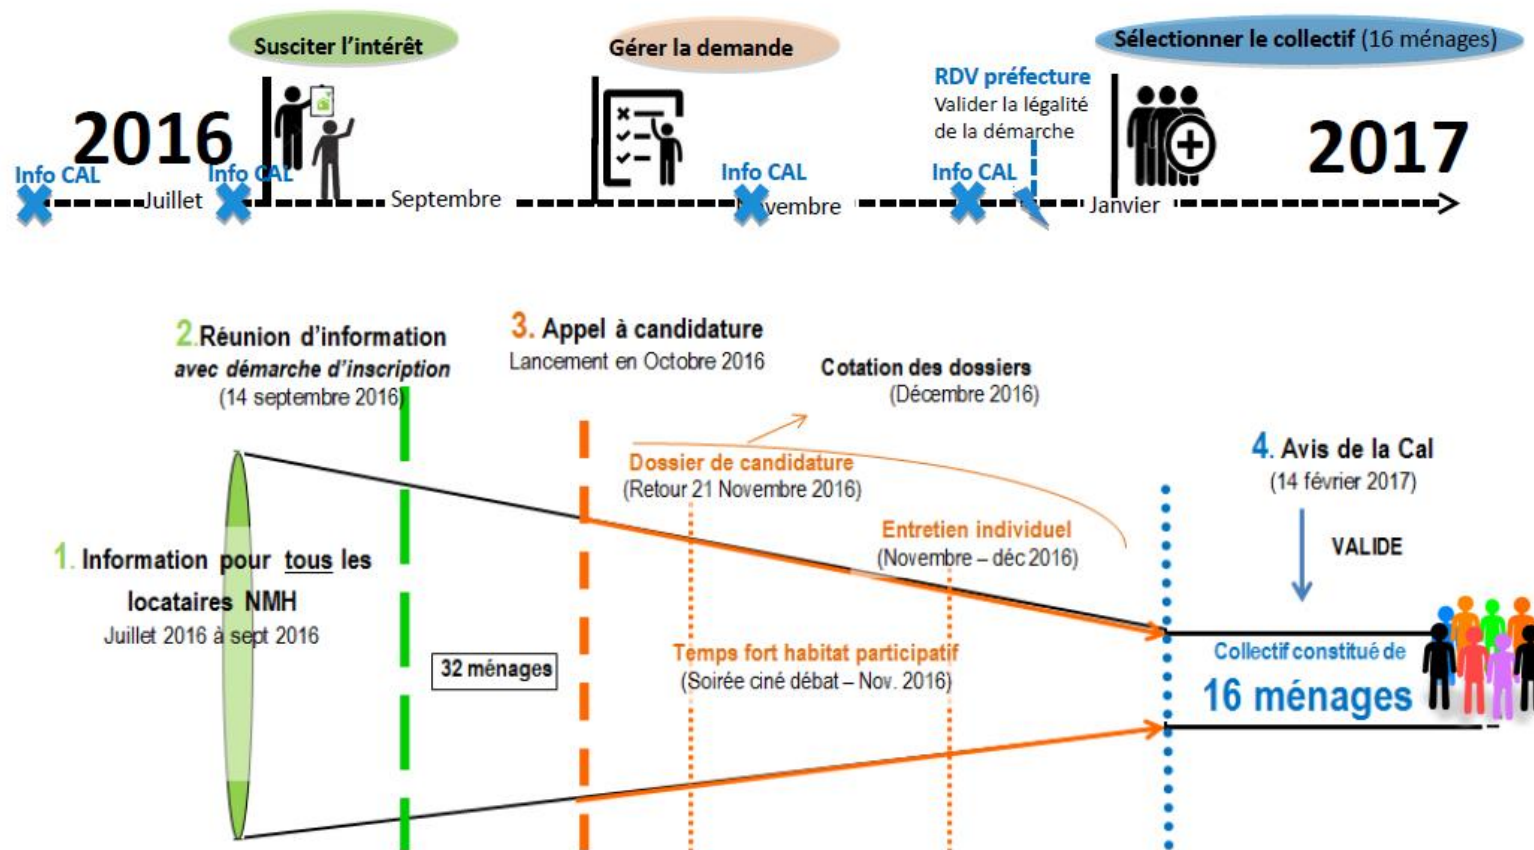 Susciter l'intérêt
Gérer la demande
Sélectionner le collectif (16 ménages)
RDV préfecture
Valider la légalité
de la démarche
2016
2017
Info CAL
Info CAL
Info CAL
Info CAL
Juillet
Septembre
Novembre
Janvier
2.Réunion d'information
avec démarche d'inscription
(14 septembre 2016)
3. Appel à candidature
Lancement en Octobre 2016
Cotation des dossiers
(Décembre 2016)
Dossier de candidature
(Retour 21 Novembre 2016)
4. Avis de la Cal
(14 février 2017)
Entretien individuel
(Novembre – déc 2016)
VALIDE
1. Information pour tous les
locataires NMH
Juillet 2016 à sept 2016
32 ménages
Temps fort habitat participatif
(Soirée ciné débat – Nov. 2016)
Collectif constitué de
16 ménages